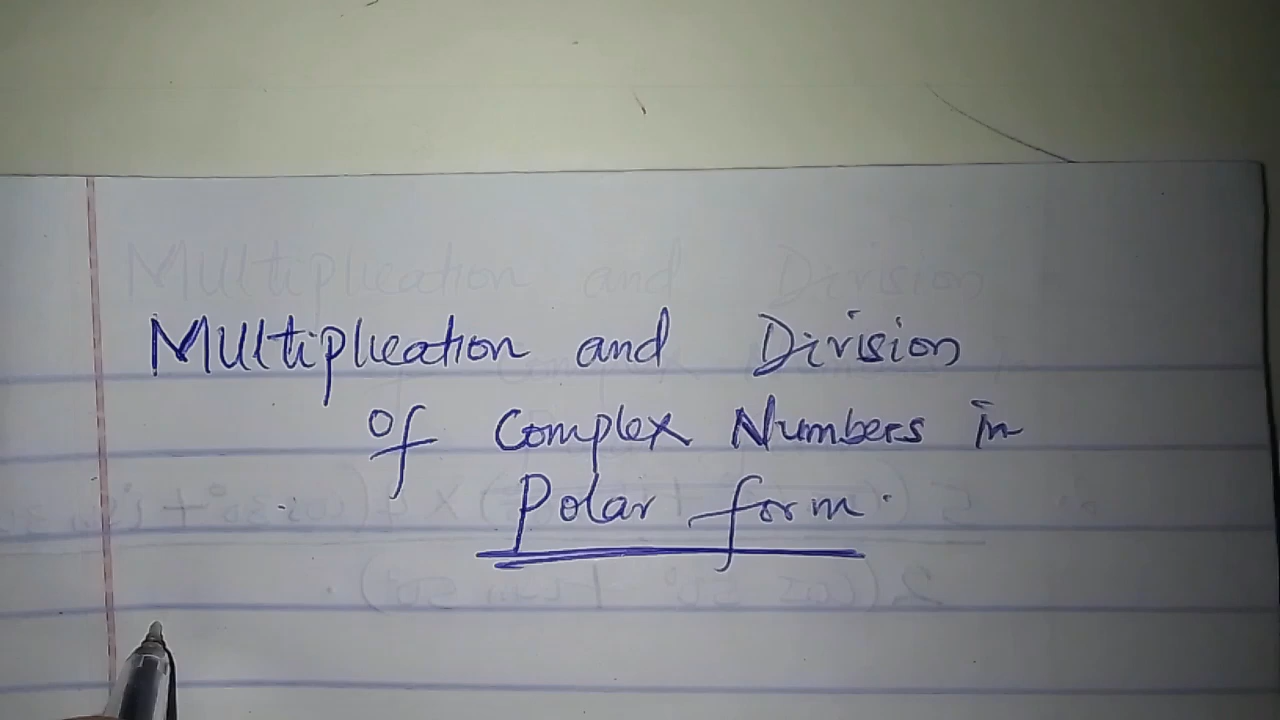 Multiplication and Division
of Complex Numbers in
Polar form.